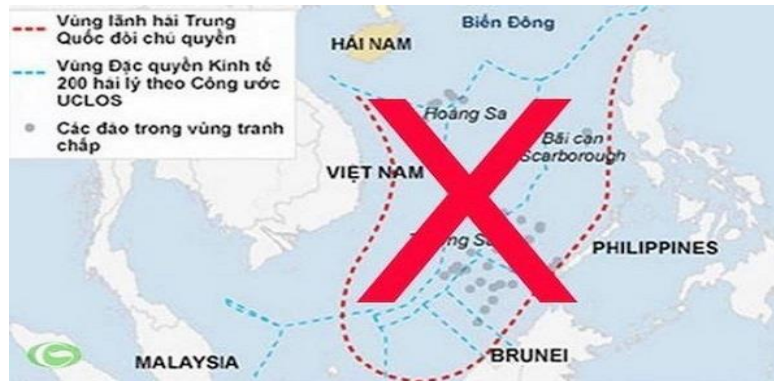 Vùng lãnh hải Trung
Quốc đòi chủ quyền
Vùng Đặc quyền Kinh tế
200 hải lý theo Công ước
UCLOS
Các đảo trong vùng tranh
chấp
HẢI NAM
Biển Đông
Hoàng Sa
Bãi cạn
Scarborough
VIỆT NAM
PHILIPPINES
MALAYSIA
BRUNEI